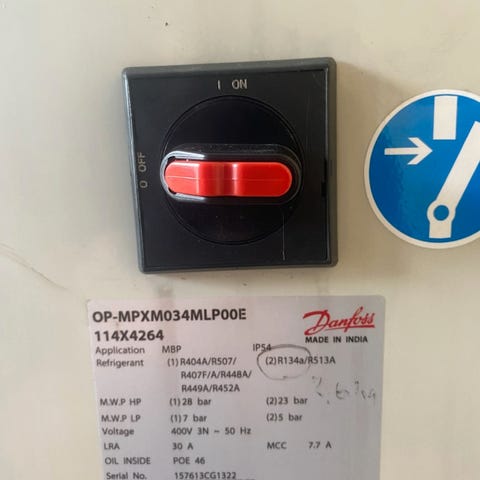 I ON
O OFF
OP-MPXM034MLP00E
114X4264
Danfoss
MADE IN INDIA
Application MBP IP54
Refrigerant (1)R404A/R507/ (2)R134a/R513A
R407F/A/R448A/
R449A/R452A
M.W.P HP (1)28 bar (2)23 bar
M.W.P LP (1)7 bar (2)5 bar
Voltage 400V 3N ~ 50 Hz
LRA 30 A MCC 7.7 A
OIL INSIDE POE 46
Serial No. 157613CG1322